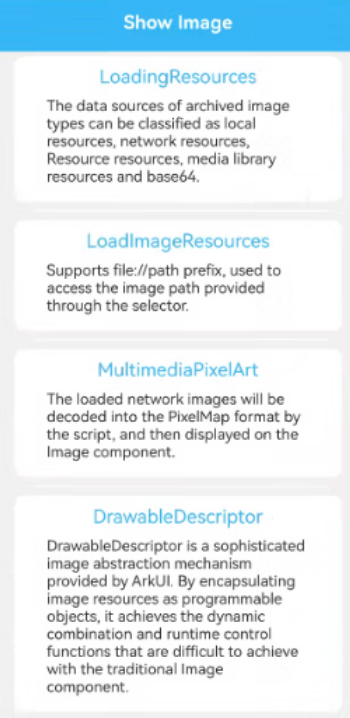 Show Image
LoadingResources
The data sources of archived image
types can be classified as local
resources, network resources,
Resource resources, media library
resources and base64.
LoadImageResources
Supports file://path prefix, used to
access the image path provided
through the selector.
MultimediaPixelArt
The loaded network images will be
decoded into the PixelMap format by
the script, and then displayed on the
Image component.
DrawableDescriptor
DrawableDescriptor is a sophisticated
image abstraction mechanism
provided by ArkUI. By encapsulating
image resources as programmable
objects, it achieves the dynamic
combination and runtime control
functions that are difficult to achieve
with the traditional Image
component.